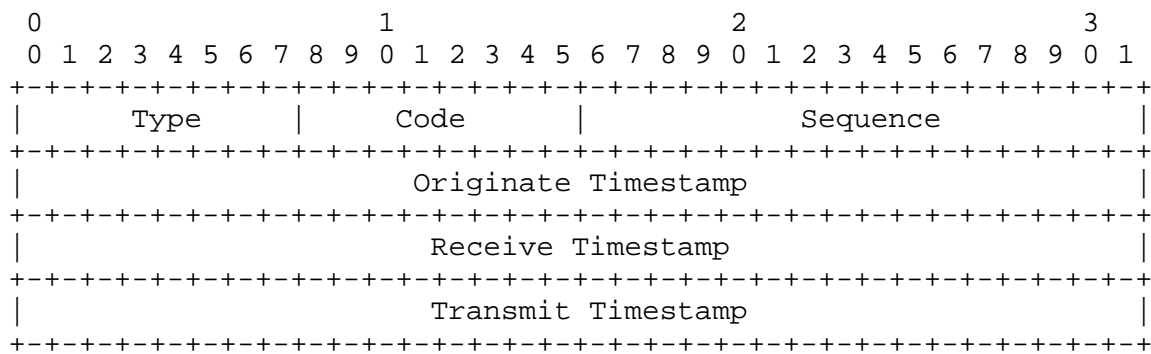 0                   1                   2                   3
 0 1 2 3 4 5 6 7 8 9 0 1 2 3 4 5 6 7 8 9 0 1 2 3 4 5 6 7 8 9 0 1
+-+-+-+-+-+-+-+-+-+-+-+-+-+-+-+-+-+-+-+-+-+-+-+-+-+-+-+-+-+-+-+-+
|      Type     |     Code      |            Sequence           |
+-+-+-+-+-+-+-+-+-+-+-+-+-+-+-+-+-+-+-+-+-+-+-+-+-+-+-+-+-+-+-+-+
|                      Originate Timestamp                      |
+-+-+-+-+-+-+-+-+-+-+-+-+-+-+-+-+-+-+-+-+-+-+-+-+-+-+-+-+-+-+-+-+
|                       Receive Timestamp                       |
+-+-+-+-+-+-+-+-+-+-+-+-+-+-+-+-+-+-+-+-+-+-+-+-+-+-+-+-+-+-+-+-+
|                       Transmit Timestamp                      |
+-+-+-+-+-+-+-+-+-+-+-+-+-+-+-+-+-+-+-+-+-+-+-+-+-+-+-+-+-+-+-+-+